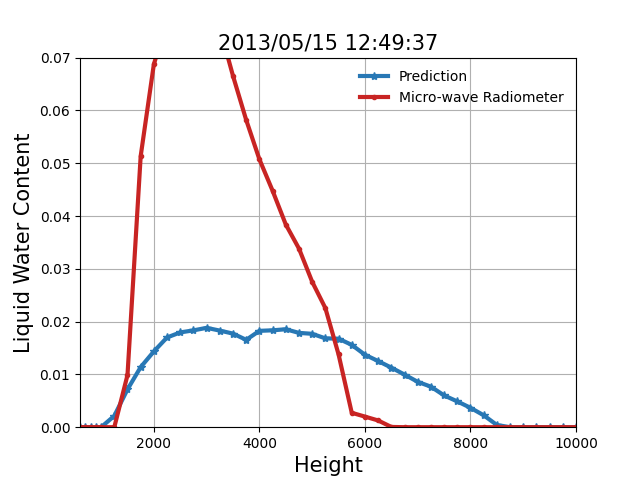 2013/05/15 12:49:37
Prediction
Micro-wave Radiometer
Liquid Water Content
0.07
0.06
0.05
0.04
0.03
0.02
0.01
0.00
2000 4000 6000 8000 10000
Height